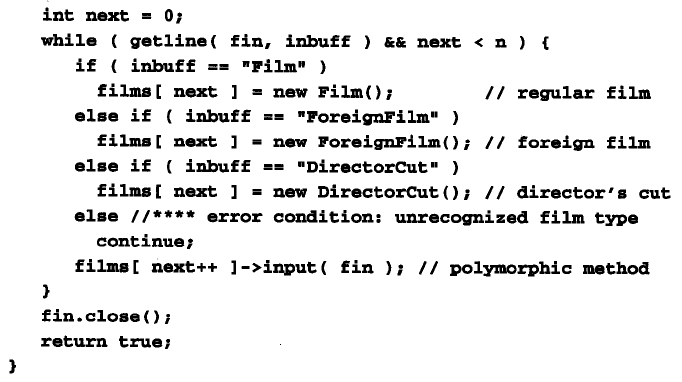 int next = 0;
while ( getline( fin, inbuff ) && next < n ) {
if ( inbuff == "Film" )
films[ next ] = new Film(); // regular film
else if ( inbuff == "ForeignFilm" )
films[ next ] = new ForeignFilm(); // foreign film
else if ( inbuff == "DirectorCut" )
films[ next ] = new DirectorCut(); // director's cut
else //**** error condition: unrecognized film type
continue;
films[ next++ ]->input( fin ); // polymorphic method
}
fin.close();
return true;
}